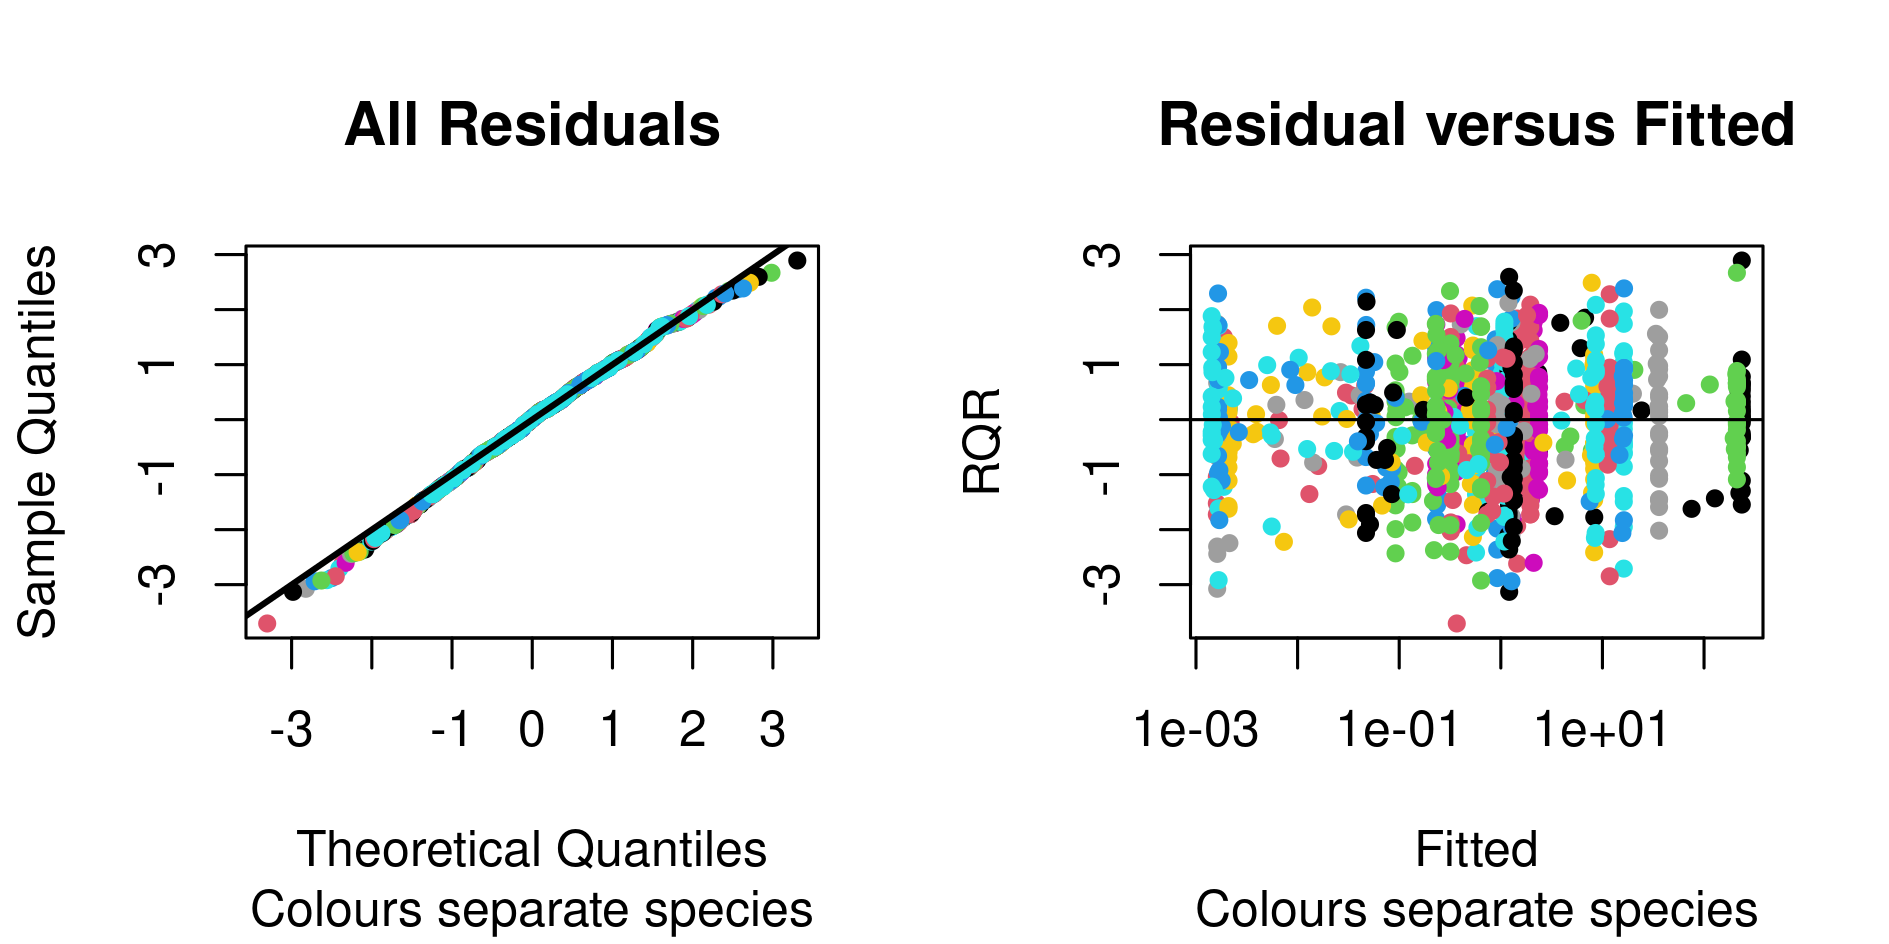 All Residuals
Sample Quantiles
3
1
-1
-3
-3 -1 0 1 2 3
Theoretical Quantiles
Colours separate species
Residual versus Fitted
RQR
3
1
-1
-3
1e-03 1e-01 1e+01
Fitted
Colours separate species